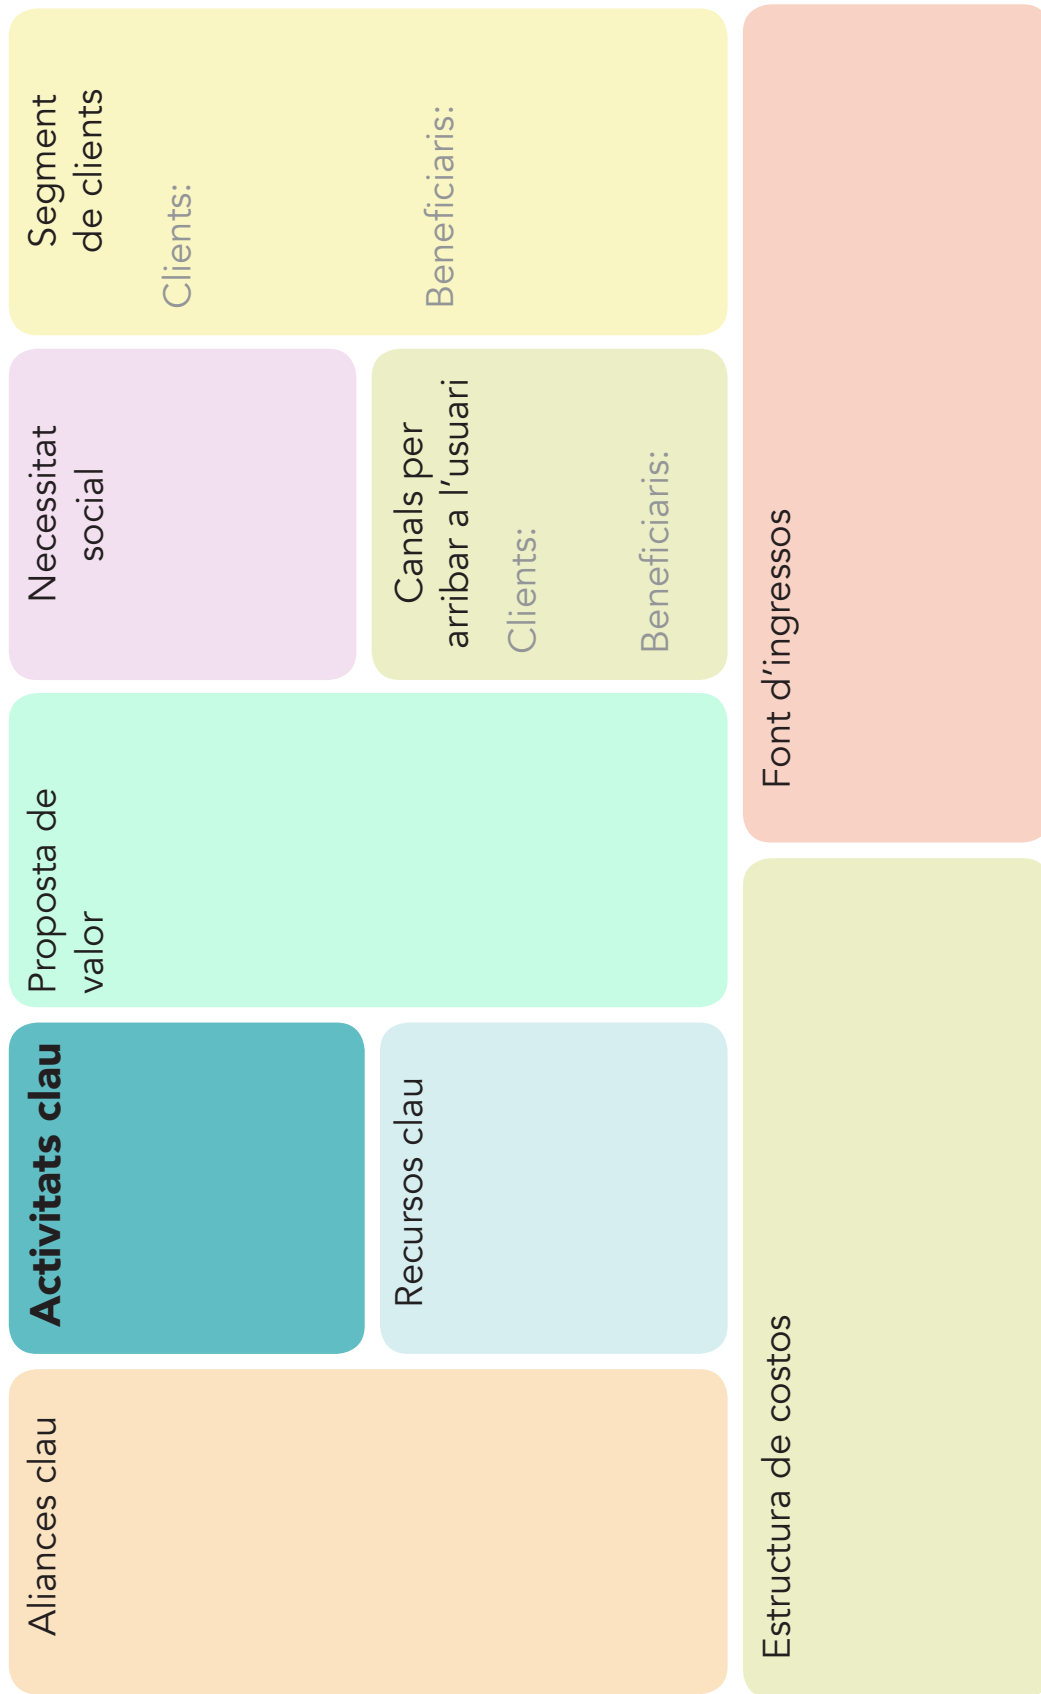 Aliances clau
Activitats clau
Recursos clau
Proposta de
valor
Necessitat
social
Canals per
arribar a l’usuari
Clients:
Beneficiaris:
Segment
de clients
Clients:
Beneficiaris:
Estructura de costos
Font d’ingressos